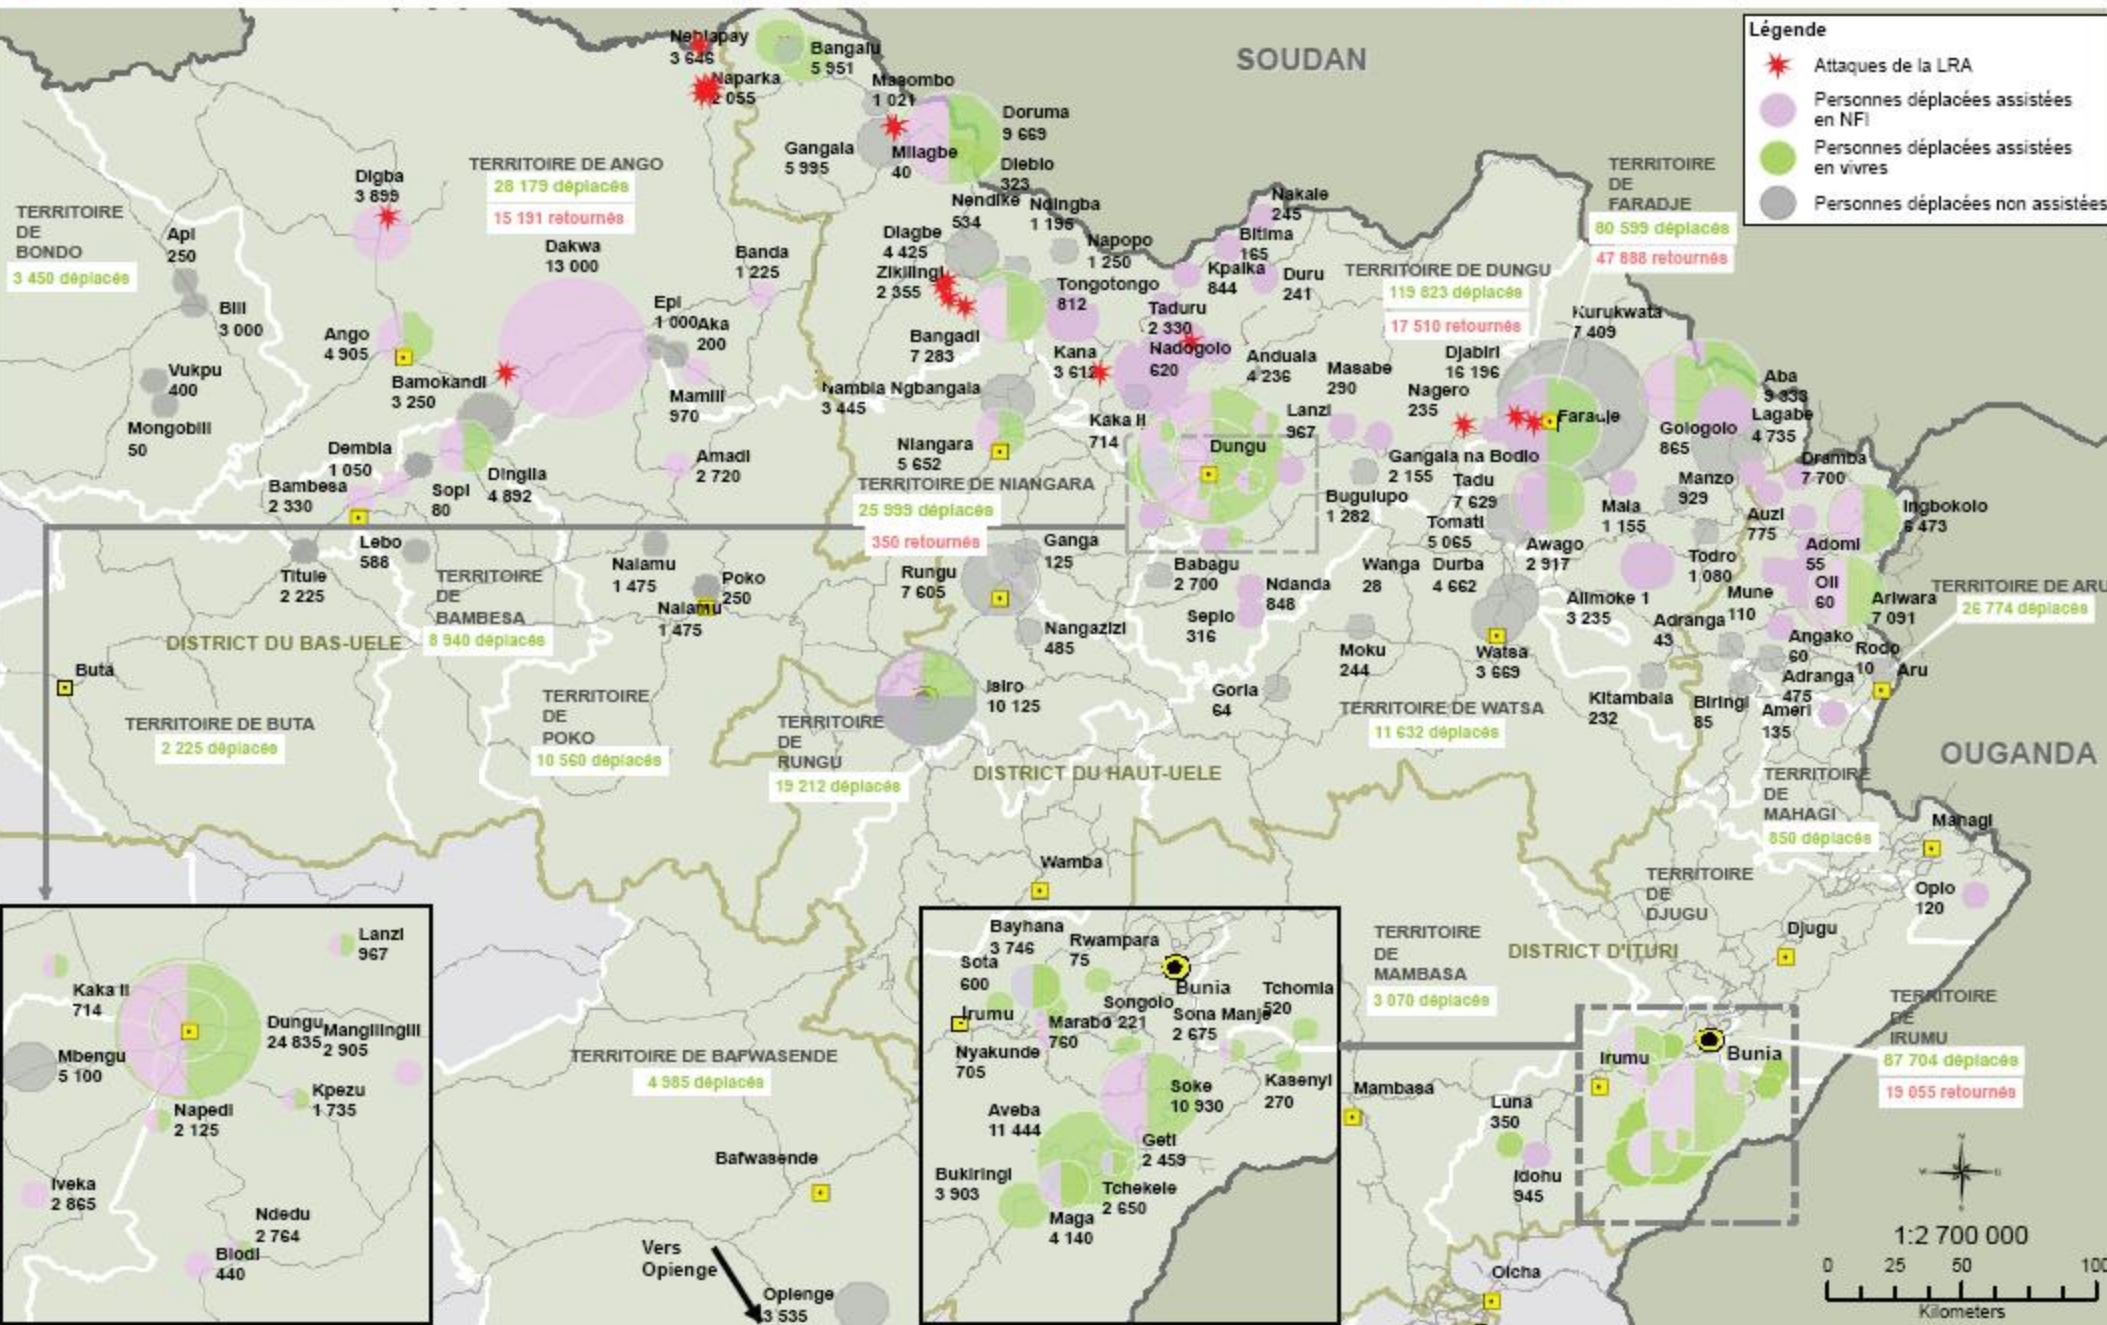 Légende
Attaques de la LRA
Personnes déplacées assistées
en NFI
Personnes déplacées assistées
en vivres
Personnes déplacées non assistées
SOUDAN
Neblapay
3 646
Naparka
2 055
Bangalu
5 951
Masombo
1 021
Doruma
9 669
Gangala
5 995
Milagbe
40
Dieblo
323
TERRITOIRE DE ANGO
28 179 déplacés
15 191 retournés
Digba
3 899
TERRITOIRE
DE
BONDO
3 450 déplacés
Api
250
Bili
3 000
Dakwa
13 000
Banda
1 225
Nendike
534
Ndingba
1 195
Diagbe
4 425
Napopo
1 250
Nakale
245
Bitima
165
Zikilingi
2 355
Tongotongo
812
Kpaika
844
Duru
241
TERRITOIRE
DE
FARADJE
80 599 déplacés
47 888 retournés
TERRITOIRE DE DUNGU
119 823 déplacés
17 510 retournés
Epi
1 000
Aka
200
Ango
4 905
Bangadi
7 283
Taduru
2 330
Nadogolo
620
Kurukwata
7 409
Vukpu
400
Mongobili
50
Bamokandi
3 250
Mamili
970
Kana
3 612
Anduala
4 236
Masabe
290
Djabiri
16 196
Nagero
235
Nambia Ngbangala
3 445
Kaka II
714
Lanzi
967
Faradje
Aba
9 333
Lagabe
4 735
Gologolo
865
Dembia
1 050
Bambesa
2 330
Sopi
80
Dingila
4 892
Amadi
2 720
Niangara
5 652
Dungu
Gangala na Bodio
2 155
Bugulupo
1 282
Tadu
7 629
Manzo
929
Dramba
7 700
TERRITOIRE DE NIANGARA
25 999 déplacés
350 retournés
Tomati
5 065
Mala
1 155
Auzi
775
Ingbokolo
6 473
Titule
2 225
Lebo
588
TERRITOIRE
DE
BAMBESA
8 940 déplacés
Nalamu
1 475
Poko
250
Nalamu
1 475
Rungu
7 605
Ganga
125
Babagu
2 700
Ndanda
848
Wanga
28
Durba
4 662
Awago
2 917
Todro
1 080
Adomi
55
Oli
60
TERRITOIRE DE ARU
26 774 déplacés
Ariwara
7 091
Mune
110
DISTRICT DU BAS-UELE
Nangazizi
485
Sepio
316
Alimoke 1
3 235
Adranga
43
Angako
60
Rodo
10
Buta
Isiro
10 125
Moku
244
Watsa
3 669
Adranga
475
Aru
Goria
64
Kitambala
232
Biringi
85
Ameri
135
TERRITOIRE DE BUTA
2 225 déplacés
TERRITOIRE
DE
POKO
10 560 déplacés
TERRITOIRE
DE
RUNGU
19 212 déplacés
TERRITOIRE DE WATSA
11 632 déplacés
DISTRICT DU HAUT-UELE
OUGANDA
TERRITOIRE
DE
MAHAGI
850 déplacés
Mahagi
Wamba
TERRITOIRE
DE
DJUGU
Opio
120
Djugu
TERRITOIRE
DE
MAMBASA
3 070 déplacés
DISTRICT D'ITURI
TERRITOIRE
DE
IRUMU
87 704 déplacés
19 055 retournés
Lanzi
967
Kaka II
714
Dungu
24 835
Mangilingili
2 905
Mbengu
5 100
Kpezu
1 735
Napedi
2 125
Iveka
2 865
Ndedu
2 764
Biodi
440
Bayhana
3 746
Rwampara
75
Sota
600
Bunia
Tchomia
520
Irumu
Songolo
1 221
Marabo
760
Sona Manje
2 675
Nyakunde
705
Kasenyi
270
Soke
10 930
Aveba
11 444
Geti
2 459
Bukiringi
3 903
Tchekele
2 650
Maga
4 140
TERRITOIRE DE BAFWASENDE
4 985 déplacés
Bafwasende
Vers
Opienge
Opienge
3 535
Mambasa
Irumu
Bunia
Luna
350
Idohu
945
Oicha
1:2 700 000
0 25 50 100
Kilometers